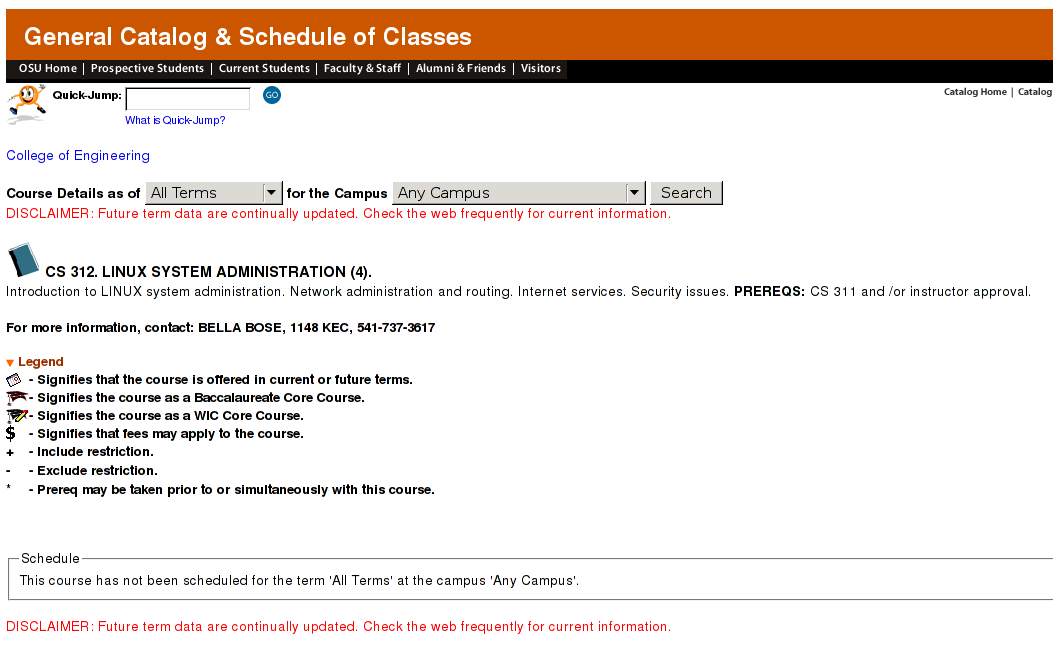 General Catalog & Schedule of Classes
OSU Home | Prospective Students | Current Students | Faculty & Staff | Alumni & Friends | Visitors
Quick-Jump: GO Catalog Home | Catalog
What is Quick-Jump?
College of Engineering
Course Details as of All Terms for the Campus Any Campus Search
DISCLAIMER: Future term data are continually updated. Check the web frequently for current information.
CS 312. LINUX SYSTEM ADMINISTRATION (4).
Introduction to LINUX system administration. Network administration and routing. Internet services. Security issues. PREREQS: CS 311 and /or instructor approval.
For more information, contact: BELLA BOSE, 1148 KEC, 541-737-3617
Legend
- Signifies that the course is offered in current or future terms.
- Signifies the course as a Baccalaureate Core Course.
- Signifies the course as a WIC Core Course.
$ - Signifies that fees may apply to the course.
+ - Include restriction.
- - Exclude restriction.
* - Prereq may be taken prior to or simultaneously with this course.
Schedule
This course has not been scheduled for the term 'All Terms' at the campus 'Any Campus'.
DISCLAIMER: Future term data are continually updated. Check the web frequently for current information.